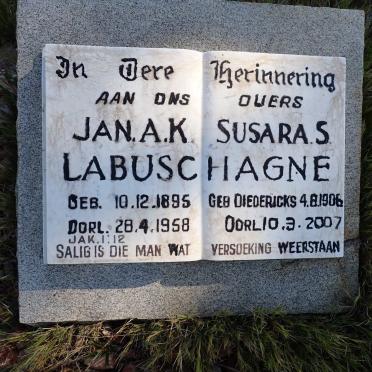 In Tere Herinnering
AAN ONS OUERS
JAN.A.K. SUSARA.S.
LABUSCHAGNE
GEB. 10.12.1895 GEB DIEDERICKS 4.8.1906
OORL. 28.4.1958 OORL.10.3.2007
JAK.1:12
SALIG IS DIE MAN WAT VERSOEKING WEERSTAAN